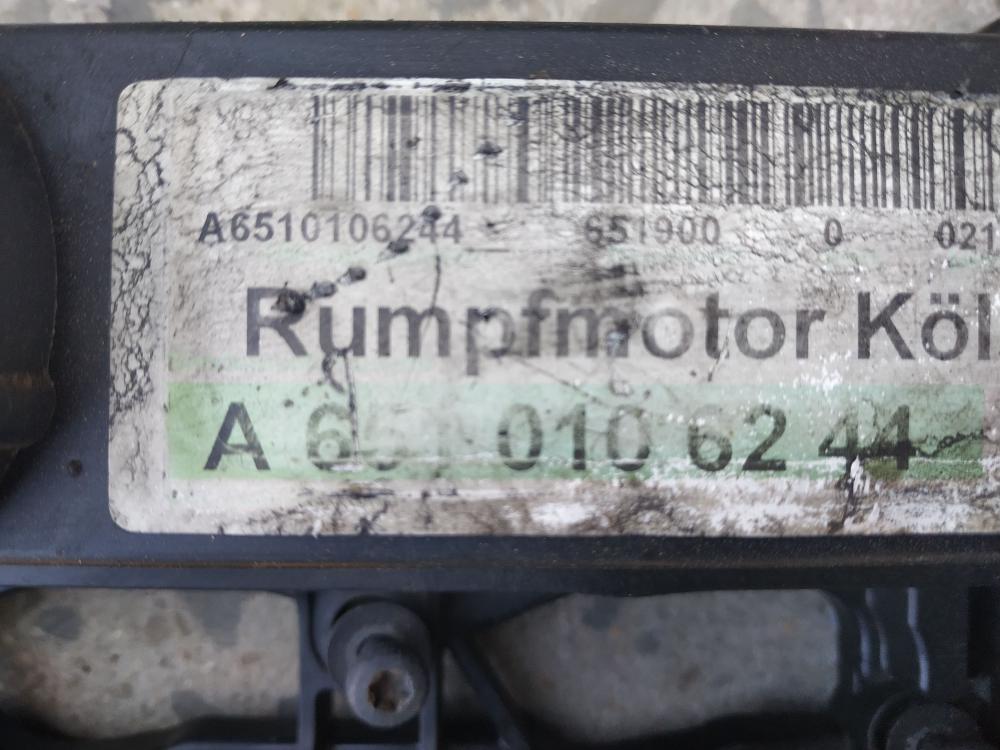 A6510106244 651900 0 021
Rumpfmotor Köl
A 651 010 62 44